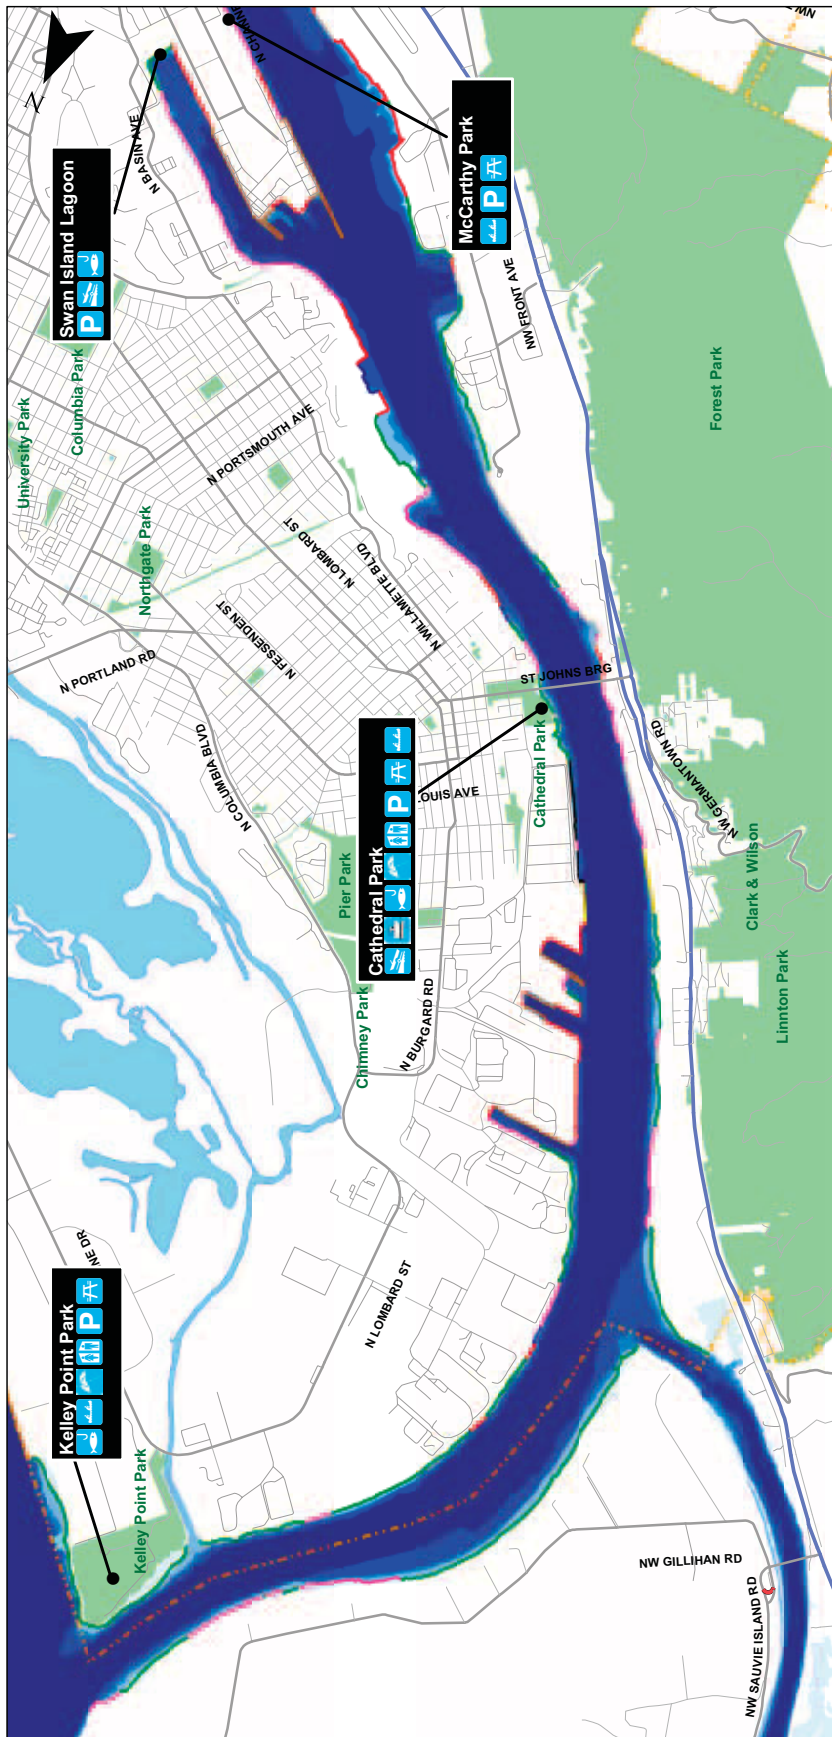 N
N CHANNE
NW
N BASIN AVE
Swan Island Lagoon
P
McCarthy Park
P
NW FRONT AVE
Columbia Park
University Park
Forest Park
N PORTSMOUTH AVE
Northgate Park
N LOMBARD ST
N WILLAMETTE BLVD
N FESSENDEN ST
N PORTLAND RD
ST JOHNS BRG
N COLUMBIA BLVD
Cathedral Park
P
OUIS AVE
Cathedral Park
NW GERMANTOWN RD
Pier Park
Clark & Wilson
Linnton Park
Chimney Park
N BURGARD RD
NE DR
Kelley Point Park
P
N LOMBARD ST
Kelley Point Park
NW GILLIHAN RD
NW SAUVIE ISLAND RD